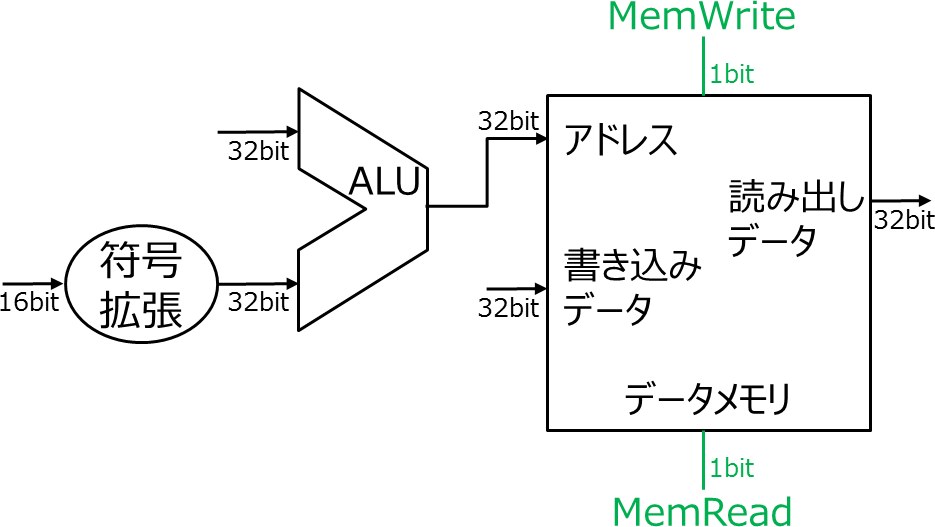 MemWrite
1bit
32bit
32bit
アドレス
ALU
読み出し
データ
32bit
符号
拡張
16bit
32bit
書き込み
データ
32bit
データメモリ
1bit
MemRead